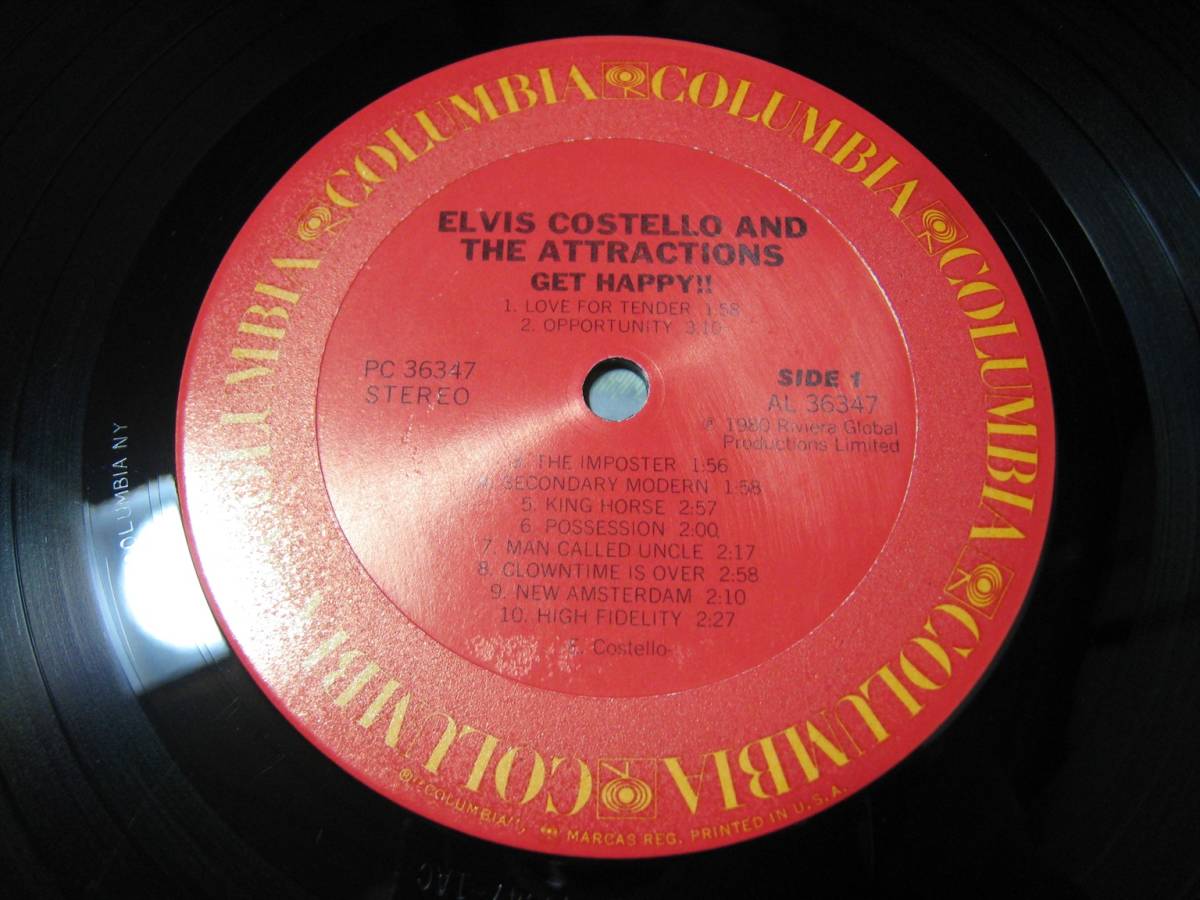 COLUMBIA COLUMBIA COLUMBIA COLUMBIA COLUMBIA COLUMBIA
ELVIS COSTELLO AND
THE ATTRACTIONS
GET HAPPY!!
1. LOVE FOR TENDER 1:58
2. OPPORTUNITY 3:10
PC 36347
STEREO
SIDE 1
AL 36347
℗ 1980 Riviera Global
Productions Limited
3. THE IMPOSTER 1:56
4. SECONDARY MODERN 1:58
5. KING HORSE 2:57
6. POSSESSION 2:00
7. MAN CALLED UNCLE 2:17
8. CLOWNTIME IS OVER 2:58
9. NEW AMSTERDAM 2:10
10. HIGH FIDELITY 2:27
E. Costello
® "COLUMBIA", MARCAS REG. PRINTED IN U.S.A.
COLUMBIA NY
1AC